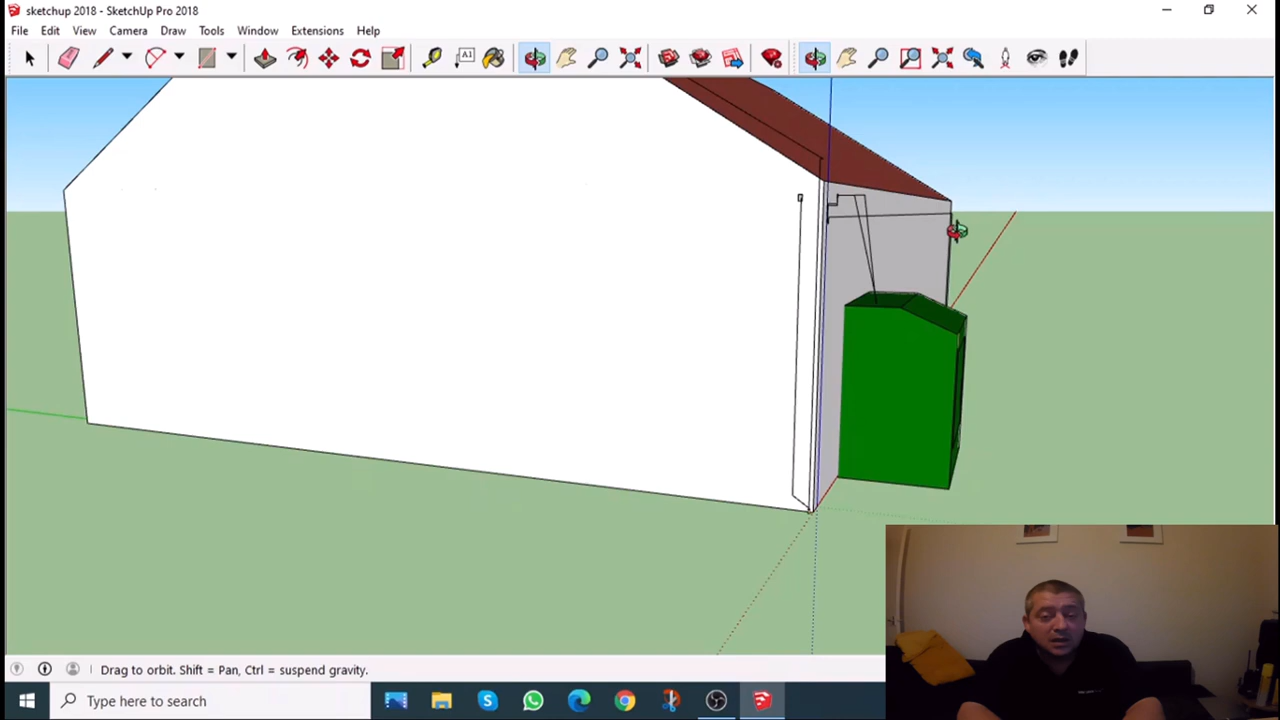 sketchup 2018 - SketchUp Pro 2018
File Edit View Camera Draw Tools Window Extensions Help
A1
Drag to orbit. Shift = Pan, Ctrl = suspend gravity.
Type here to search